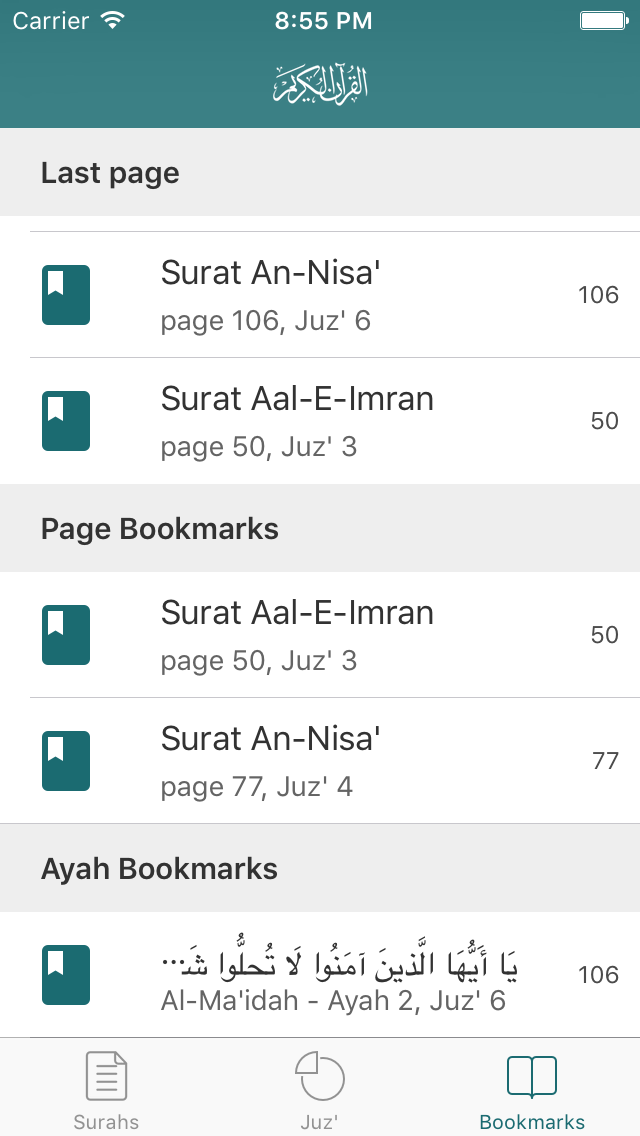 Carrier 8:55 PM
القرآن الكريم
Last page
Surat An-Nisa'
page 106, Juz' 6
106
Surat Aal-E-Imran
page 50, Juz' 3
50
Page Bookmarks
Surat Aal-E-Imran
page 50, Juz' 3
50
Surat An-Nisa'
page 77, Juz' 4
77
Ayah Bookmarks
يَا أَيُّهَا الَّذينَ آمَنُوا لَا تُحلُّوا شَـ...
Al-Ma'idah - Ayah 2, Juz' 6
106
Surahs Juz' Bookmarks